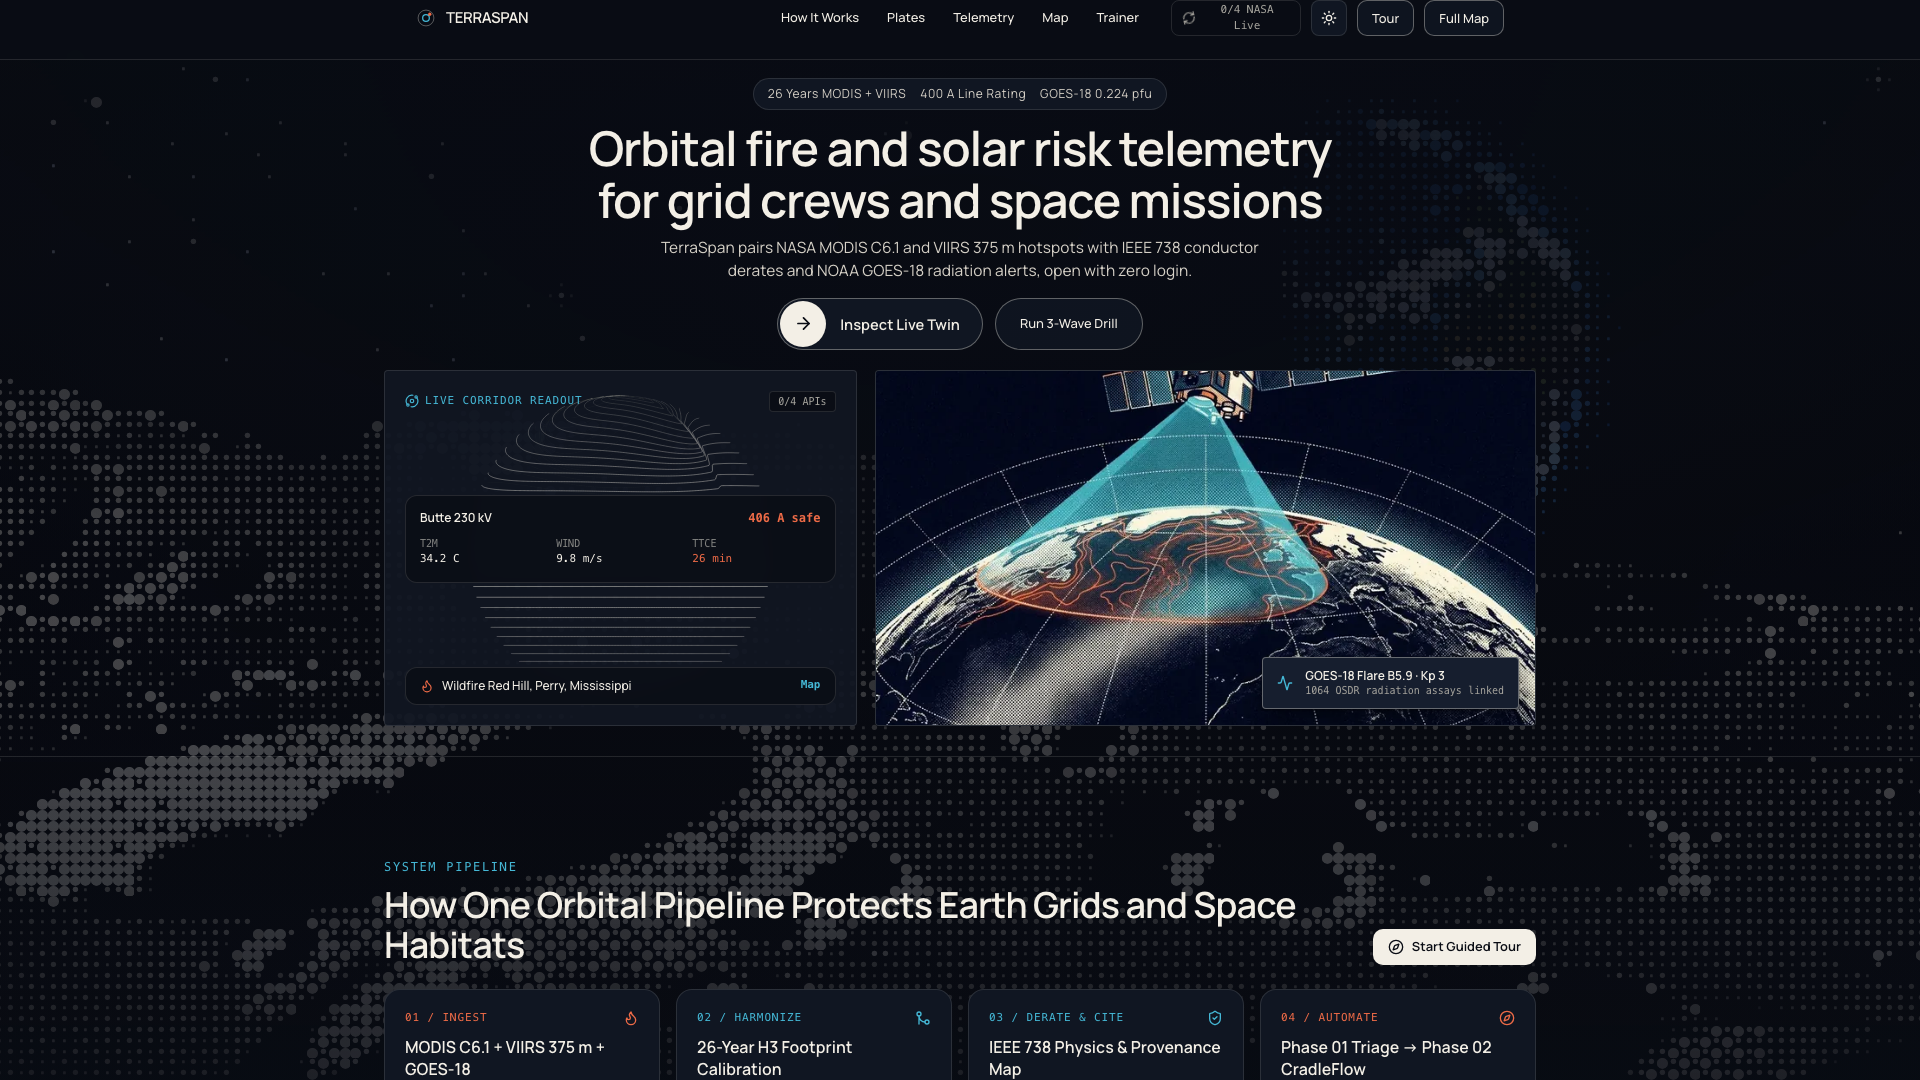 TERRASPAN
How It Works
Plates
Telemetry
Map
Trainer
0/4 NASA
Live
Tour
Full Map
26 Years MODIS + VIIRS 400 A Line Rating GOES-18 0.224 pfu
Orbital fire and solar risk telemetry
for grid crews and space missions
TerraSpan pairs NASA MODIS C6.1 and VIIRS 375 m hotspots with IEEE 738 conductor
derates and NOAA GOES-18 radiation alerts, open with zero login.
Inspect Live Twin
Run 3-Wave Drill
LIVE CORRIDOR READOUT
0/4 APIs
Butte 230 kV
406 A safe
T2M
WIND
TTCE
34.2 C
9.8 m/s
26 min
Wildfire Red Hill, Perry, Mississippi
Map
GOES-18 Flare B5.9 · Kp 3
1064 OSDR radiation assays linked
SYSTEM PIPELINE
How One Orbital Pipeline Protects Earth Grids and Space
Habitats
Start Guided Tour
01 / INGEST
MODIS C6.1 + VIIRS 375 m +
GOES-18
02 / HARMONIZE
26-Year H3 Footprint
Calibration
03 / DERATE & CITE
IEEE 738 Physics & Provenance
Map
04 / AUTOMATE
Phase 01 Triage → Phase 02
CradleFlow